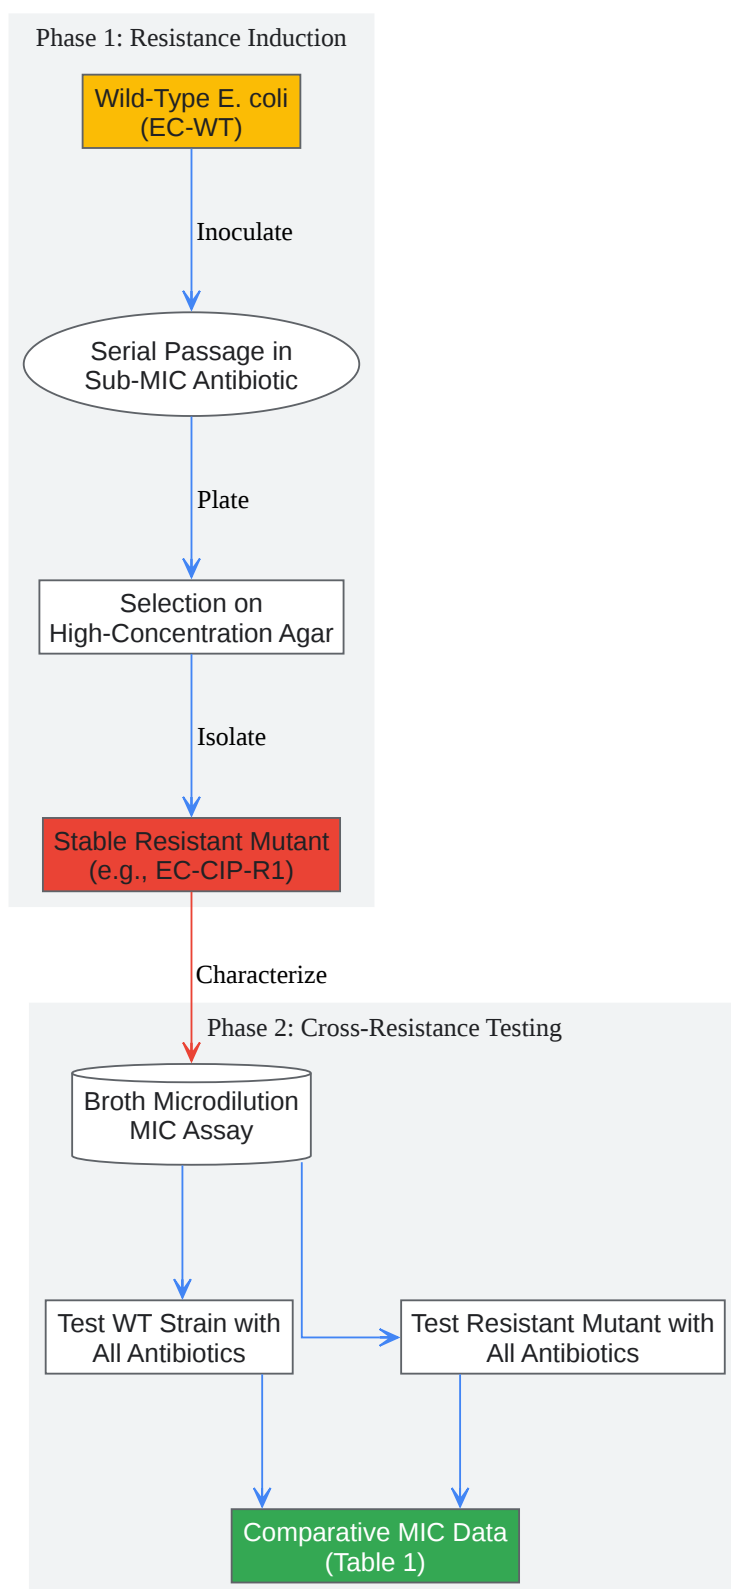 Phase 1: Resistance Induction
Wild-Type E. coli
(EC-WT)
Inoculate
Serial Passage in
Sub-MIC Antibiotic
Plate
Selection on
High-Concentration Agar
Isolate
Stable Resistant Mutant
(e.g., EC-CIP-R1)
Characterize
Phase 2: Cross-Resistance Testing
Broth Microdilution
MIC Assay
Test WT Strain with
All Antibiotics
Test Resistant Mutant with
All Antibiotics
Comparative MIC Data
(Table 1)